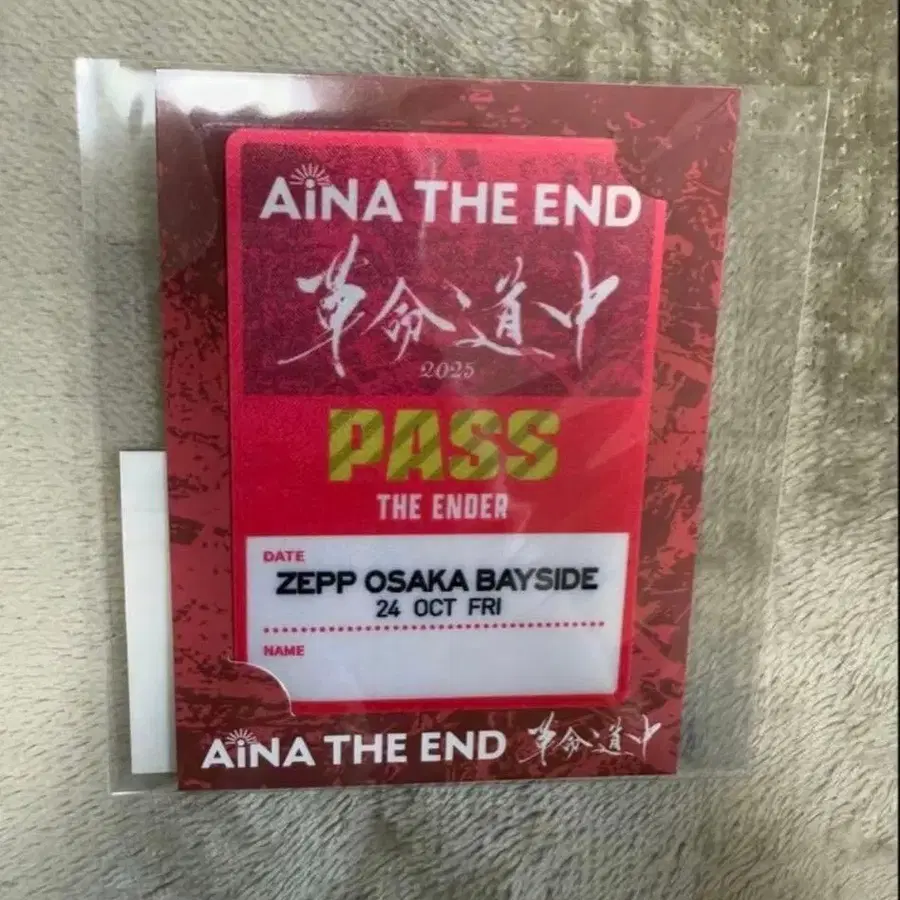 AiNA THE END
革命道中
2025
PASS
THE ENDER
DATE
ZEPP OSAKA BAYSIDE
24 OCT FRI
NAME
AiNA THE END 革命道中